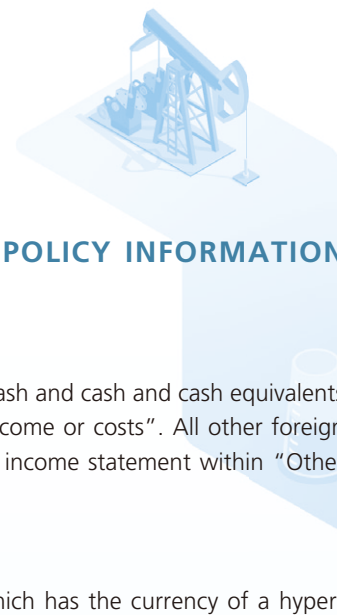 POLICY INFORMATION
ash and cash and cash equivalents
come or costs”. All other foreign
income statement within “Othe
hich has the currency of a hyper